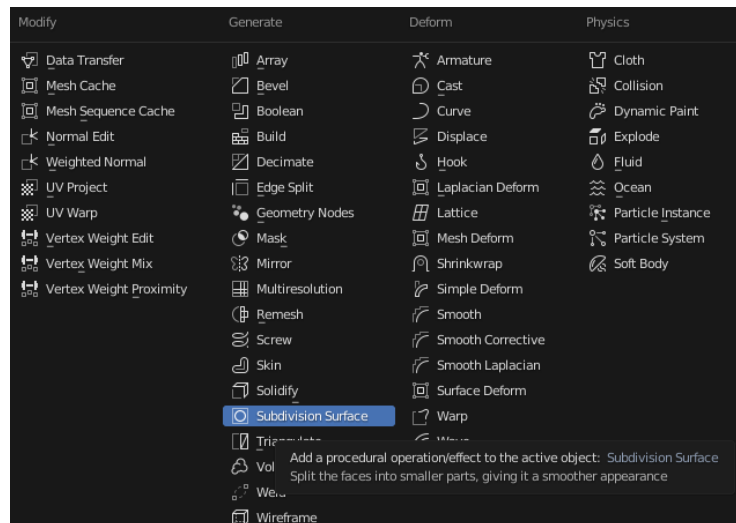 Modify
Data Transfer
Mesh Cache
Mesh Sequence Cache
Normal Edit
Weighted Normal
UV Project
UV Warp
Vertex Weight Edit
Vertex Weight Mix
Vertex Weight Proximity
Generate
Array
Bevel
Boolean
Build
Decimate
Edge Split
Geometry Nodes
Mask
Mirror
Multiresolution
Remesh
Screw
Skin
Solidify
Subdivision Surface
Triangulate
Vol
Weld
Wireframe
Deform
Armature
Cast
Curve
Displace
Hook
Laplacian Deform
Lattice
Mesh Deform
Shrinkwrap
Simple Deform
Smooth
Smooth Corrective
Smooth Laplacian
Surface Deform
Warp
Wave
Physics
Cloth
Collision
Dynamic Paint
Explode
Fluid
Ocean
Particle Instance
Particle System
Soft Body
Add a procedural operation/effect to the active object: Subdivision Surface
Split the faces into smaller parts, giving it a smoother appearance